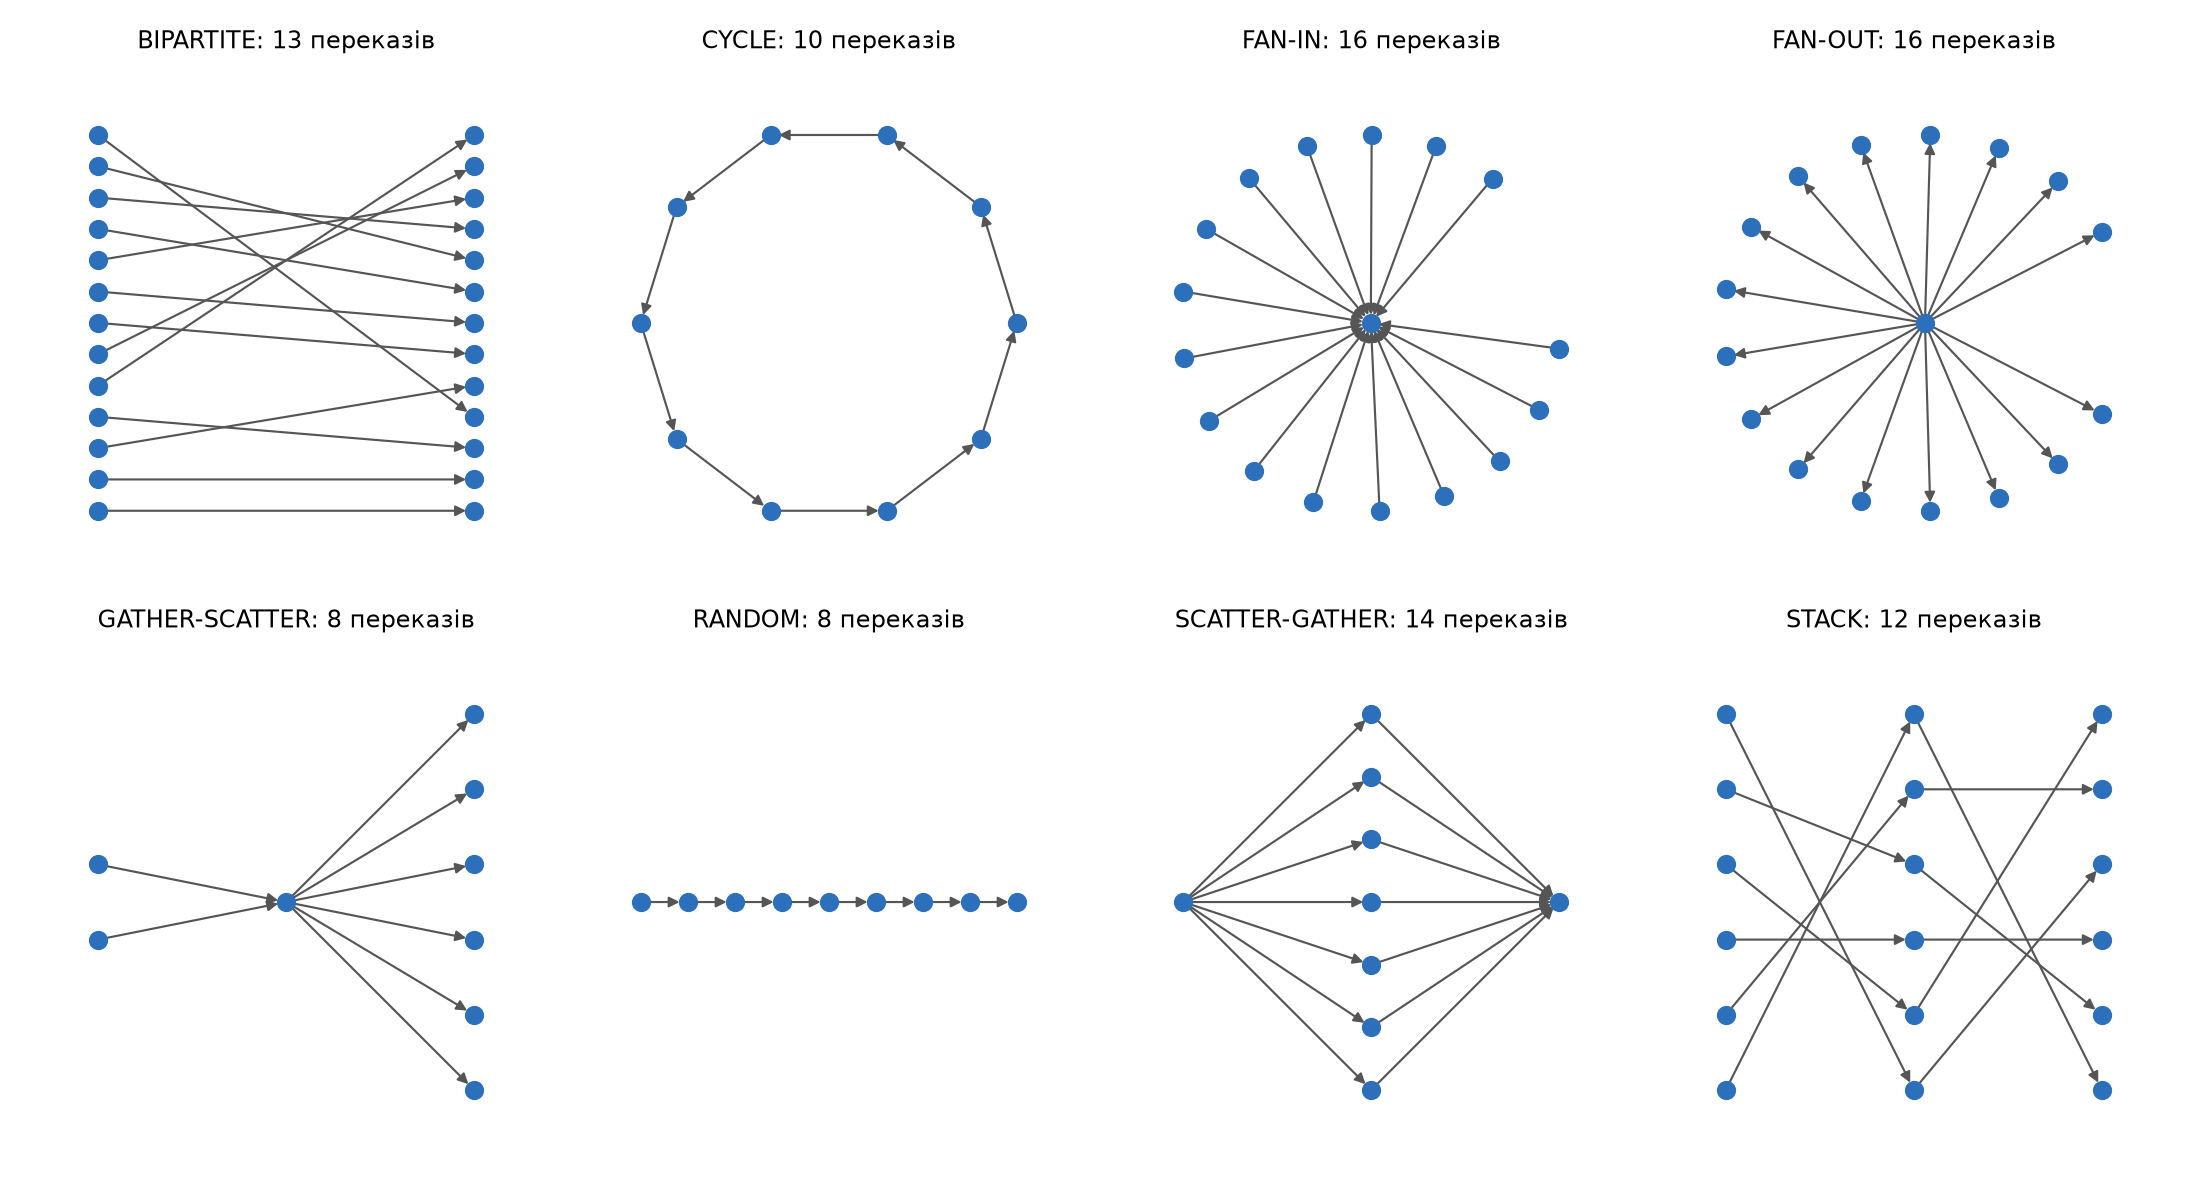 BIPARTITE: 13 переказів
CYCLE: 10 переказів
FAN-IN: 16 переказів
FAN-OUT: 16 переказів
GATHER-SCATTER: 8 переказів
RANDOM: 8 переказів
SCATTER-GATHER: 14 переказів
STACK: 12 переказів